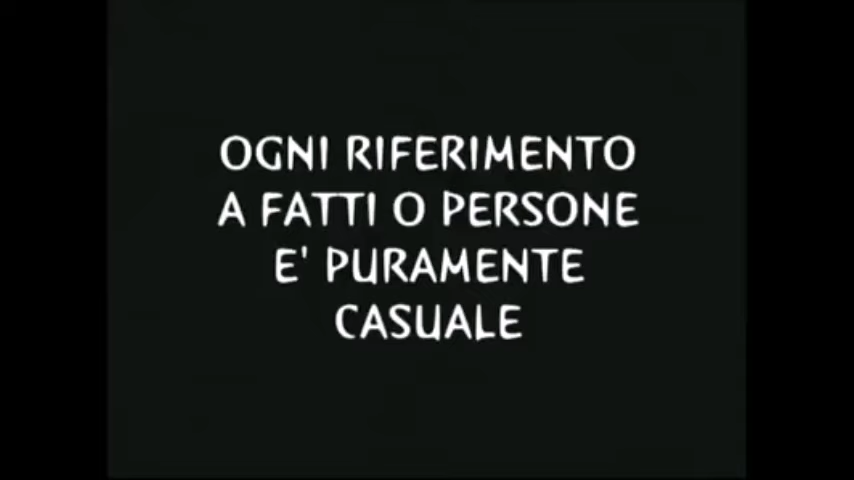 OGNI RIFERIMENTO
A FATTI O PERSONE
E' PURAMENTE
CASUALE